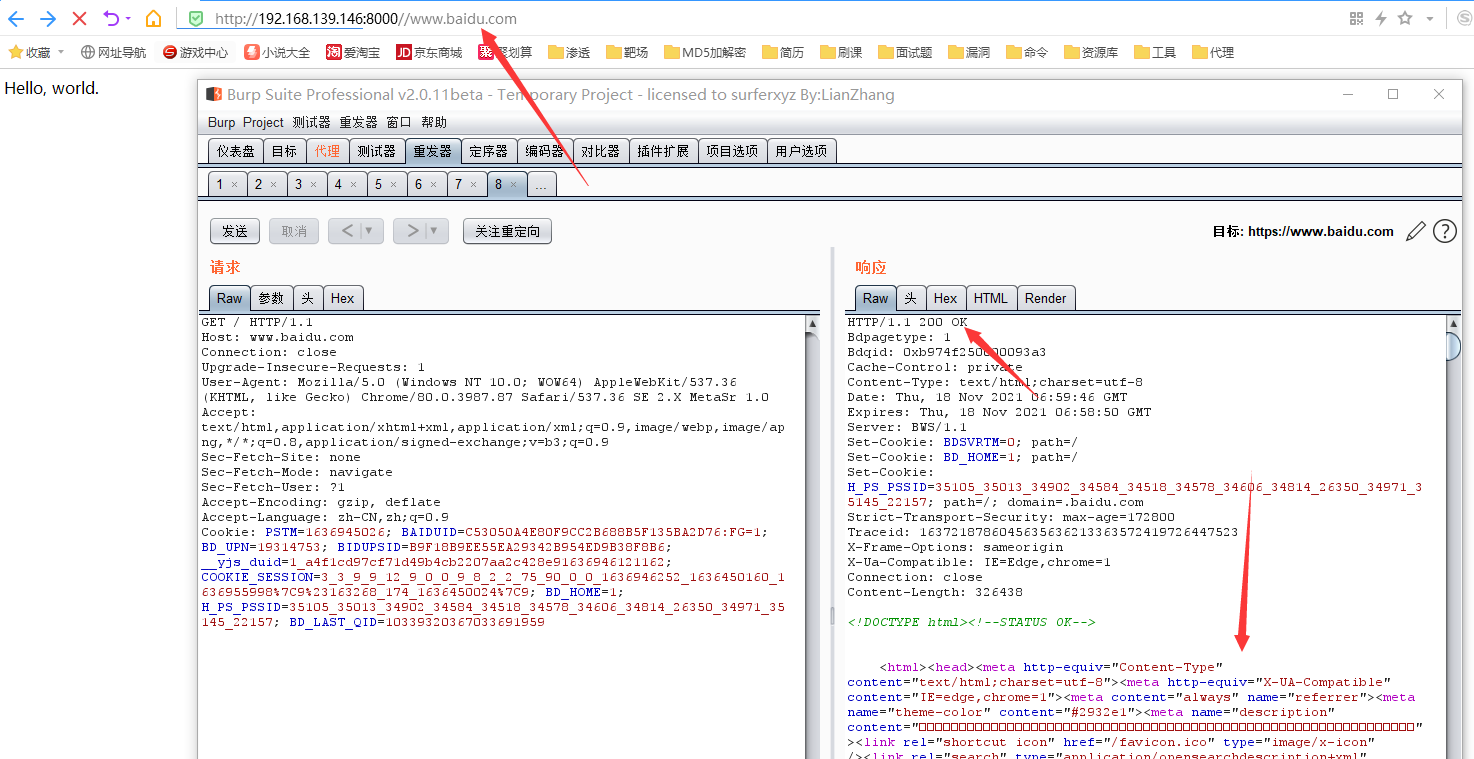 http://192.168.139.146:8000//www.baidu.com
收藏 网址导航 游戏中心 小说大全 爱淘宝 京东商城 聚划算 渗透 靶场 MD5加解密 简历 刷课 面试题 漏洞 命令 资源库 工具 代理
Hello, world.
Burp Suite Professional v2.0.11beta - Temporary Project - licensed to surferxyz By:LianZhang
Burp Project 测试器 重发器 窗口 帮助
仪表盘 目标 代理 测试器 重发器 定序器 编码器 对比器 插件扩展 项目选项 用户选项
1 × 2 × 3 × 4 × 5 × 6 × 7 × 8 × ...
发送 取消 < > 关注重定向
目标: https://www.baidu.com
请求
Raw 参数 头 Hex
GET / HTTP/1.1
Host: www.baidu.com
Connection: close
Upgrade-Insecure-Requests: 1
User-Agent: Mozilla/5.0 (Windows NT 10.0; WOW64) AppleWebKit/537.36
(KHTML, like Gecko) Chrome/80.0.3987.87 Safari/537.36 SE 2.X MetaSr 1.0
Accept:
text/html,application/xhtml+xml,application/xml;q=0.9,image/webp,image/ap
ng,*/*;q=0.8,application/signed-exchange;v=b3;q=0.9
Sec-Fetch-Site: none
Sec-Fetch-Mode: navigate
Sec-Fetch-User: ?1
Accept-Encoding: gzip, deflate
Accept-Language: zh-CN,zh;q=0.9
Cookie: PSTM=1636945026; BAIDUID=C53050A4E80F9CC2B688B5F135BA2D76:FG=1;
BD_UPN=19314753; BIDUPSID=B9F18B9EE55EA29342B954ED9B38F8B6;
__yjs_duid=1_a4f1cd97cf71d49b4cb2207aa2c428e91636946121162;
COOKIE_SESSION=3_3_9_9_12_9_0_0_9_8_2_2_75_90_0_0_1636946252_1636450160_1
636955998%7C9%23163268_174_1636450024%7C9; BD_HOME=1;
H_PS_PSSID=35105_35013_34902_34584_34518_34578_34606_34814_26350_34971_35
145_22157; BD_LAST_QID=10339320367033691959
响应
Raw 头 Hex HTML Render
HTTP/1.1 200 OK
Bdpagetype: 1
Bdqid: 0xb974f250000093a3
Cache-Control: private
Content-Type: text/html;charset=utf-8
Date: Thu, 18 Nov 2021 06:59:46 GMT
Expires: Thu, 18 Nov 2021 06:58:50 GMT
Server: BWS/1.1
Set-Cookie: BDSVRTM=0; path=/
Set-Cookie: BD_HOME=1; path=/
Set-Cookie:
H_PS_PSSID=35105_35013_34902_34584_34518_34578_34606_34814_26350_34971_3
5145_22157; path=/; domain=.baidu.com
Strict-Transport-Security: max-age=172800
Traceid: 1637218786045635636213363572419726447523
X-Frame-Options: sameorigin
X-Ua-Compatible: IE=Edge,chrome=1
Connection: close
Content-Length: 326438
<!DOCTYPE html><!--STATUS OK-->
<html><head><meta http-equiv="Content-Type"
content="text/html;charset=utf-8"><meta http-equiv="X-UA-Compatible"
content="IE=edge,chrome=1"><meta content="always" name="referrer"><meta
name="theme-color" content="#2932e1"><meta name="description"
content="
"><link rel="shortcut icon" href="/favicon.ico" type="image/x-icon"
/><link rel="search" type="application/opensearchdescription+xml"